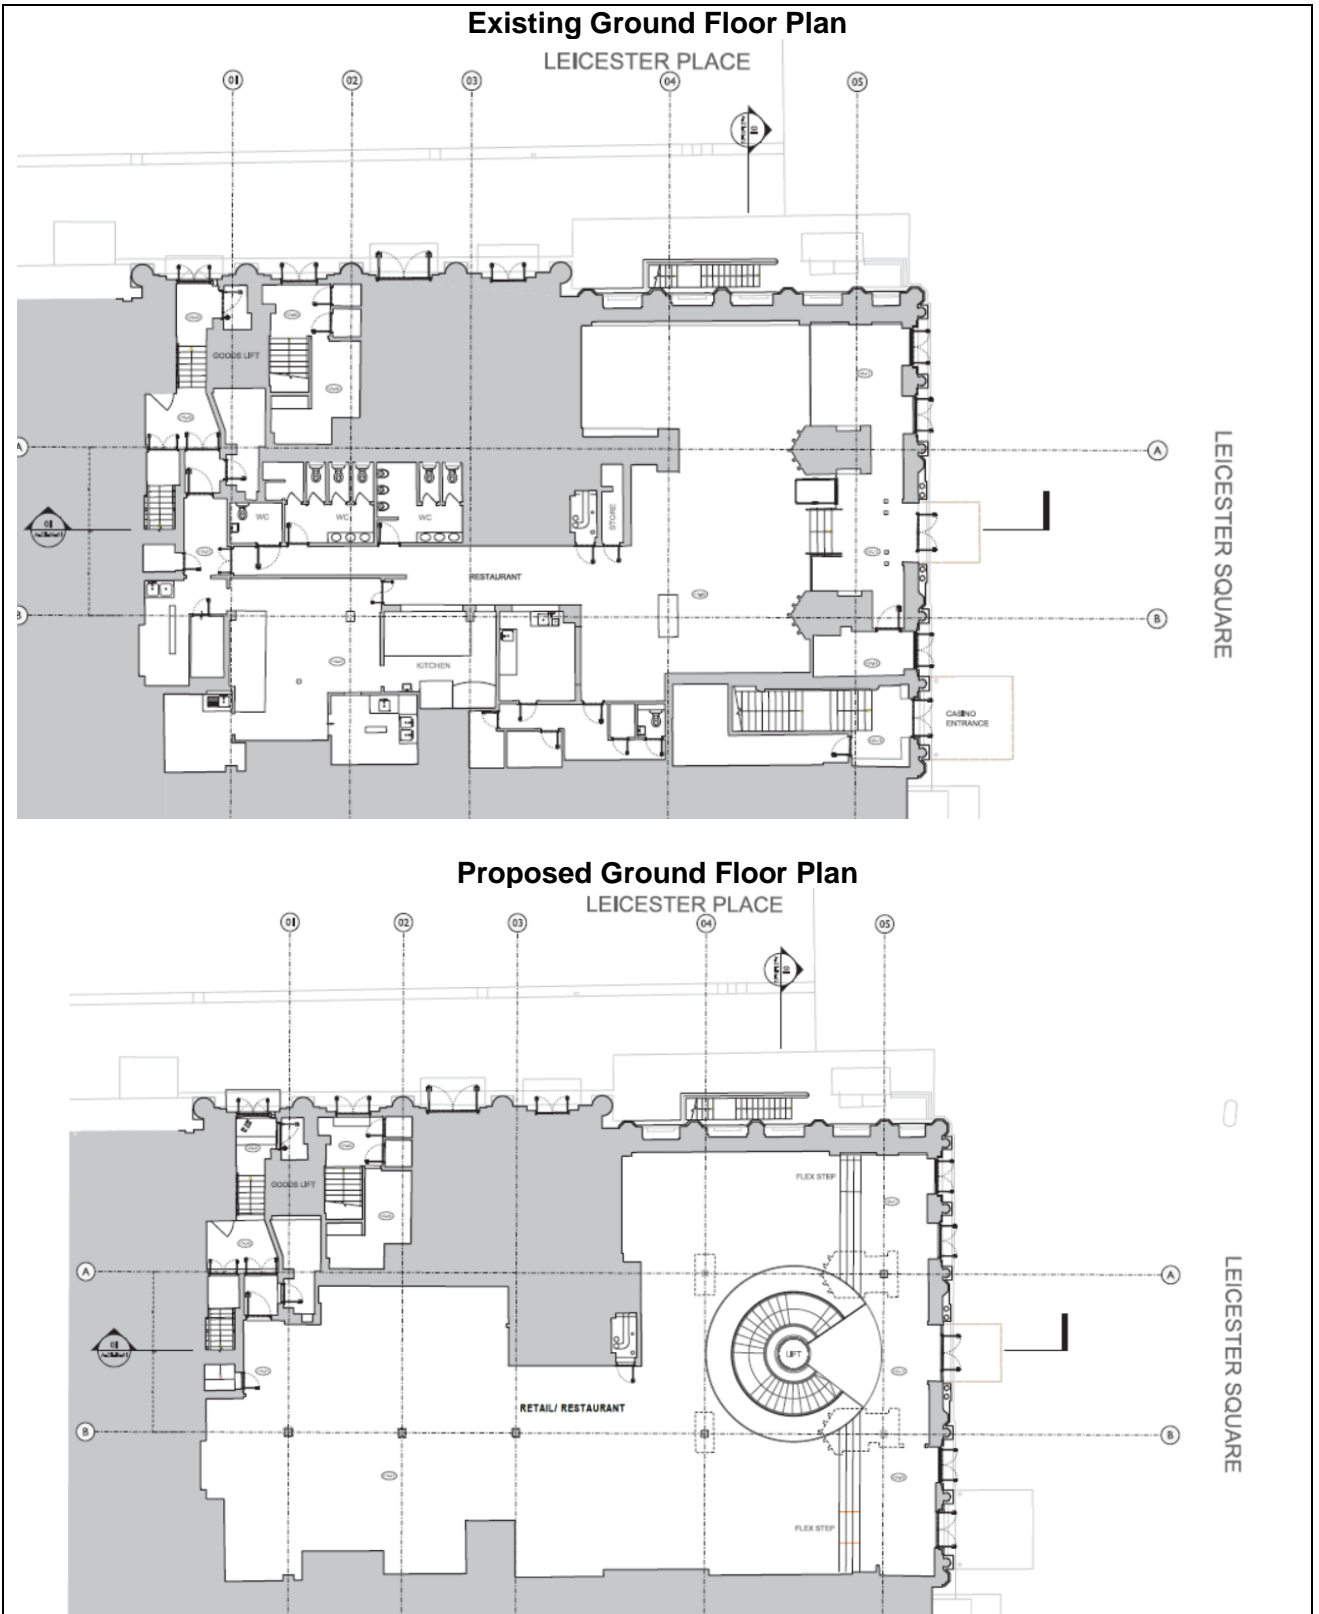 Existing Ground Floor Plan
LEICESTER PLACE
01
02
03
04
05
GOODS LIFT
A
A
LEICESTER SQUARE
WC
WC
WC
STORE
01
RESTAURANT
B
B
KITCHEN
CASINO
ENTRANCE
Proposed Ground Floor Plan
LEICESTER PLACE
01
02
03
04
05
GOODS LIFT
FLEX STEP
A
A
LEICESTER SQUARE
01
LIFT
RETAIL/ RESTAURANT
B
B
FLEX STEP